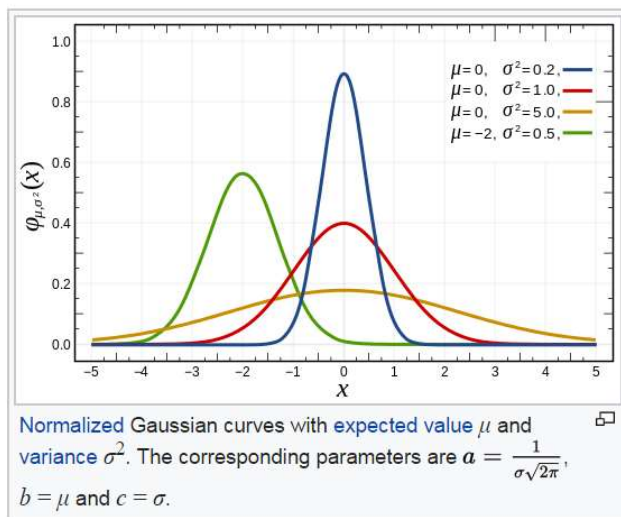 1.0
μ=0, σ²=0.2,
μ=0, σ²=1.0,
μ=0, σ²=5.0,
μ=−2, σ²=0.5,
0.8
0.6
0.4
0.2
0.0
φμ,σ²(x)
−5 −4 −3 −2 −1 0 1 2 3 4 5
x
Normalized Gaussian curves with expected value μ and
variance σ². The corresponding parameters are a = 1/(σ√2π),
b = μ and c = σ.